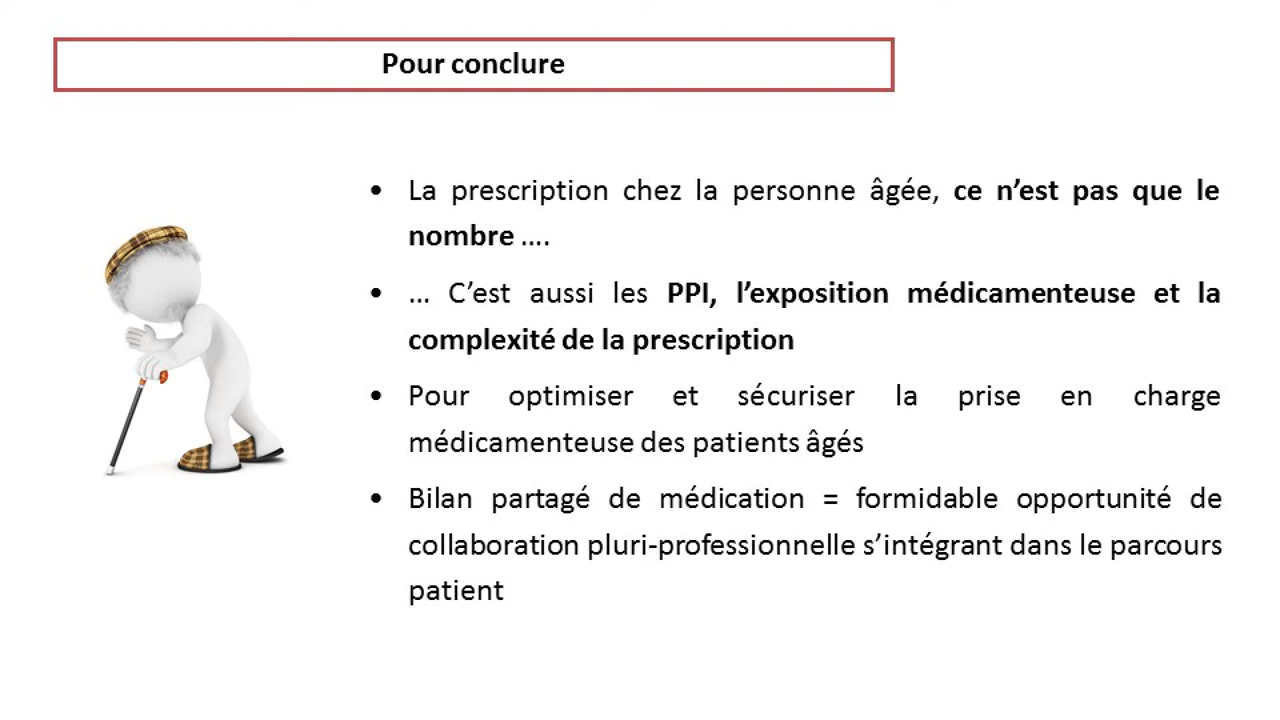 Pour conclure
• La prescription chez la personne âgée, ce n’est pas que le
nombre ….
• … C’est aussi les PPI, l’exposition médicamenteuse et la
complexité de la prescription
• Pour optimiser et sécuriser la prise en charge
médicamenteuse des patients âgés
• Bilan partagé de médication = formidable opportunité de
collaboration pluri-professionnelle s’intégrant dans le parcours
patient